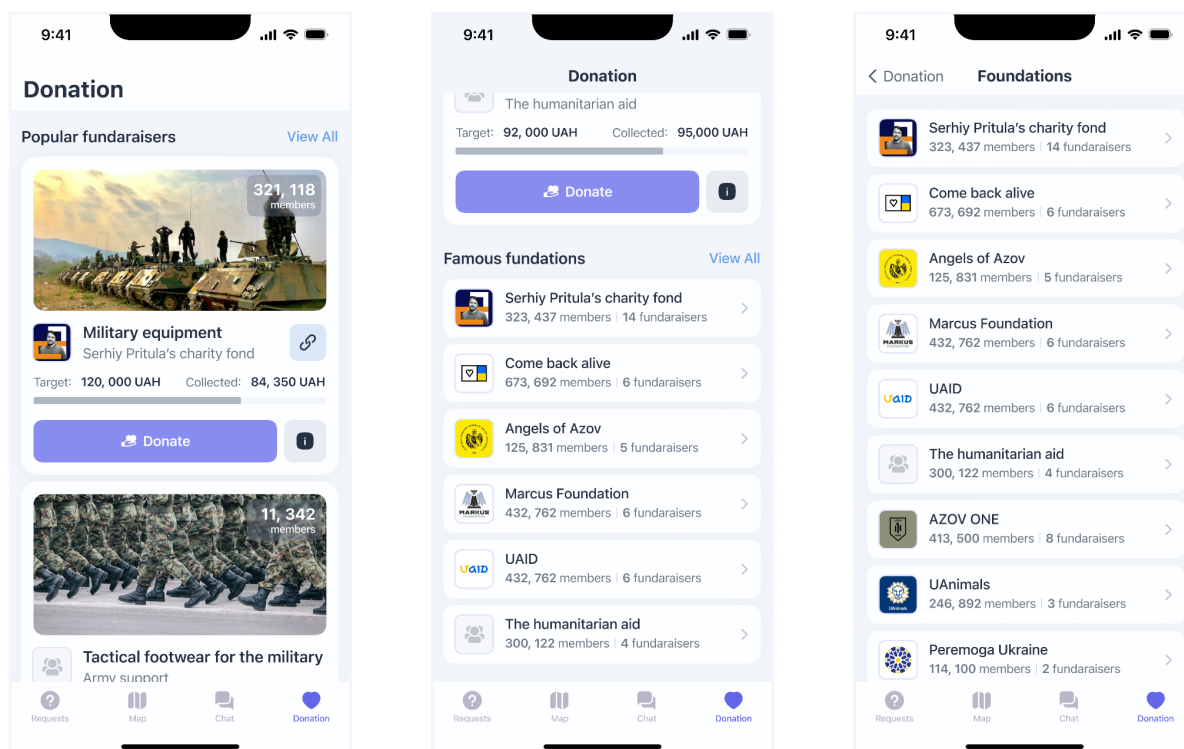 9:41
Donation
Popular fundaraisers View All
321, 118
members
Military equipment
Serhiy Pritula's charity fond
Target: 120, 000 UAH Collected: 84, 350 UAH
Donate
i
11, 342
members
Tactical footwear for the military
Army support
Requests Map Chat Donation
9:41
Donation
The humanitarian aid
Target: 92, 000 UAH Collected: 95,000 UAH
Donate
i
Famous fundations View All
Serhiy Pritula's charity fond
323, 437 members | 14 fundaraisers
Come back alive
673, 692 members | 6 fundaraisers
Angels of Azov
125, 831 members | 5 fundaraisers
MARKUS
Marcus Foundation
432, 762 members | 6 fundaraisers
UAID
UAID
432, 762 members | 6 fundaraisers
The humanitarian aid
300, 122 members | 4 fundaraisers
Requests Map Chat Donation
9:41
Donation Foundations
Serhiy Pritula's charity fond
323, 437 members | 14 fundaraisers
Come back alive
673, 692 members | 6 fundaraisers
Angels of Azov
125, 831 members | 5 fundaraisers
MARKUS
Marcus Foundation
432, 762 members | 6 fundaraisers
UAID
UAID
432, 762 members | 6 fundaraisers
The humanitarian aid
300, 122 members | 4 fundaraisers
AZOV ONE
413, 500 members | 8 fundaraisers
UAnimals
UAnimals
246, 892 members | 3 fundaraisers
Peremoga Ukraine
114, 100 members | 2 fundaraisers
Requests Map Chat Donation